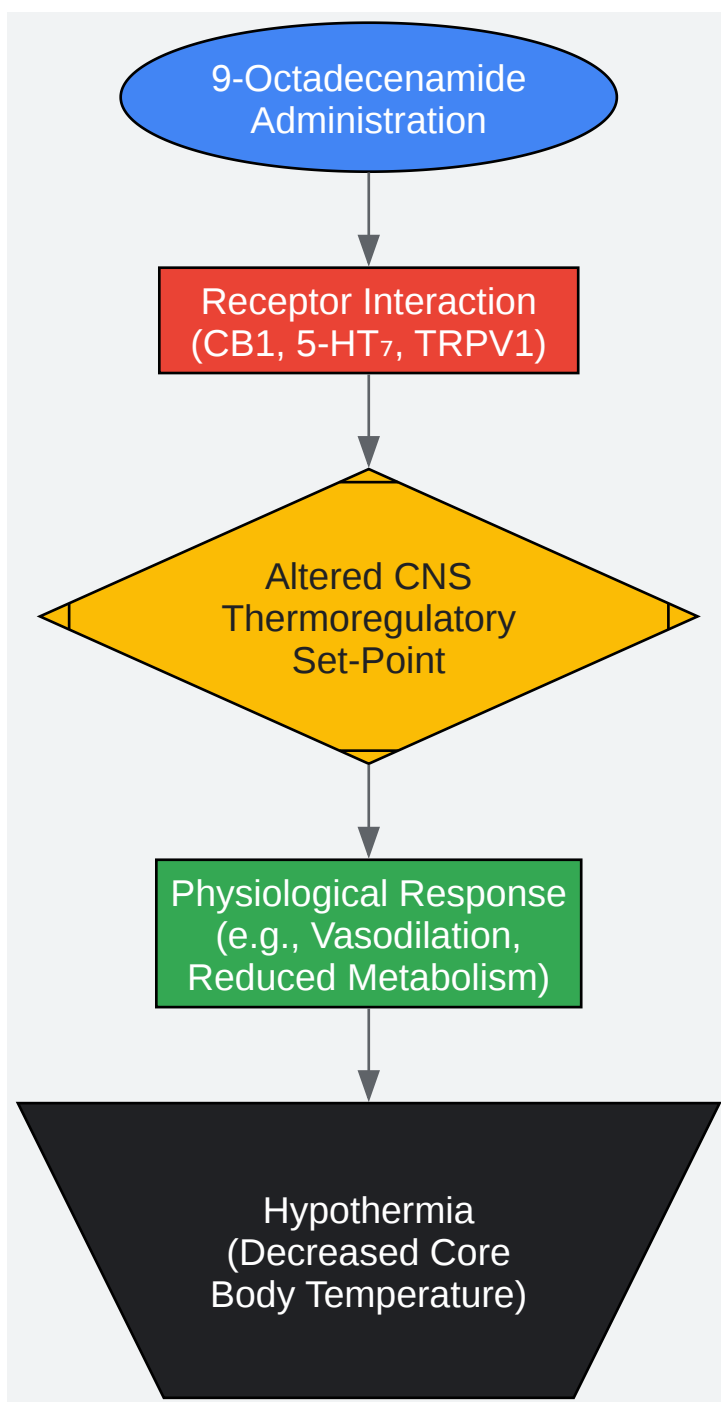 9-Octadecenamide
Administration
Receptor Interaction
(CB1, 5-HT₇, TRPV1)
Altered CNS
Thermoregulatory
Set-Point
Physiological Response
(e.g., Vasodilation,
Reduced Metabolism)
Hypothermia
(Decreased Core
Body Temperature)